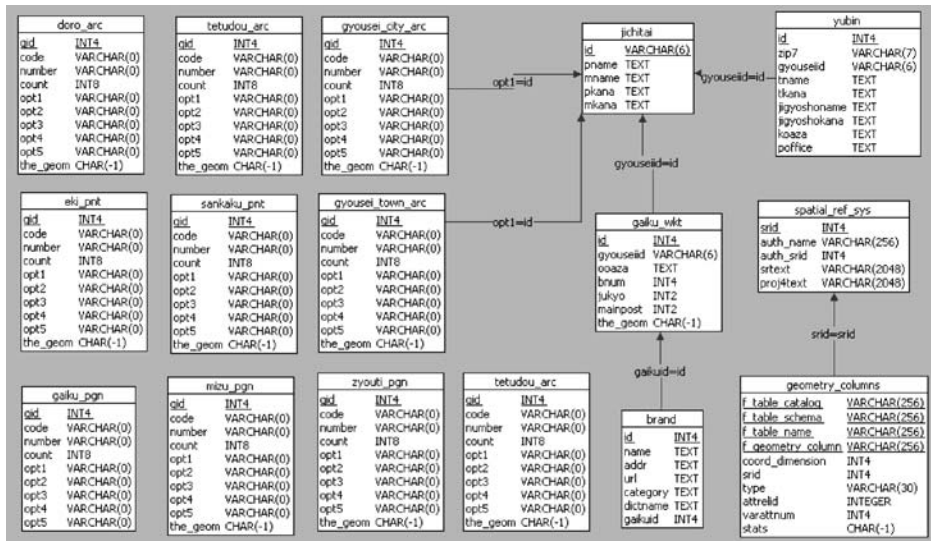 doro_arc
gid INT4
code VARCHAR(0)
number VARCHAR(0)
count INT8
opt1 VARCHAR(0)
opt2 VARCHAR(0)
opt3 VARCHAR(0)
opt4 VARCHAR(0)
opt5 VARCHAR(0)
the_geom CHAR(-1)
tetudou_arc
gid INT4
code VARCHAR(0)
number VARCHAR(0)
count INT8
opt1 VARCHAR(0)
opt2 VARCHAR(0)
opt3 VARCHAR(0)
opt4 VARCHAR(0)
opt5 VARCHAR(0)
the_geom CHAR(-1)
gyousei_city_arc
gid INT4
code VARCHAR(0)
number VARCHAR(0)
count INT8
opt1 VARCHAR(0)
opt2 VARCHAR(0)
opt3 VARCHAR(0)
opt4 VARCHAR(0)
opt5 VARCHAR(0)
the_geom CHAR(-1)
opt1=id
jichitai
id VARCHAR(6)
pname TEXT
mname TEXT
pkana TEXT
mkana TEXT
gyouseiid=id
yubin
id INT4
zip7 VARCHAR(7)
gyouseiid VARCHAR(6)
tname TEXT
tkana TEXT
jigyoshoname TEXT
jigyoshokana TEXT
koaza TEXT
poffice TEXT
gyouseiid=id
eki_pnt
gid INT4
code VARCHAR(0)
number VARCHAR(0)
count INT8
opt1 VARCHAR(0)
opt2 VARCHAR(0)
opt3 VARCHAR(0)
opt4 VARCHAR(0)
opt5 VARCHAR(0)
the_geom CHAR(-1)
sankaku_pnt
gid INT4
code VARCHAR(0)
number VARCHAR(0)
count INT8
opt1 VARCHAR(0)
opt2 VARCHAR(0)
opt3 VARCHAR(0)
opt4 VARCHAR(0)
opt5 VARCHAR(0)
the_geom CHAR(-1)
gyousei_town_arc
gid INT4
code VARCHAR(0)
number VARCHAR(0)
count INT8
opt1 VARCHAR(0)
opt2 VARCHAR(0)
opt3 VARCHAR(0)
opt4 VARCHAR(0)
opt5 VARCHAR(0)
the_geom CHAR(-1)
opt1=id
gaiku_wkt
id INT4
gyouseiid VARCHAR(6)
ooaza TEXT
bnum INT4
jukyo INT2
mainpost INT2
the_geom CHAR(-1)
spatial_ref_sys
srid INT4
auth_name VARCHAR(256)
auth_srid INT4
srtext VARCHAR(2048)
proj4text VARCHAR(2048)
gaikuid=id
srid=srid
gaiku_pgn
gid INT4
code VARCHAR(0)
number VARCHAR(0)
count INT8
opt1 VARCHAR(0)
opt2 VARCHAR(0)
opt3 VARCHAR(0)
opt4 VARCHAR(0)
opt5 VARCHAR(0)
mizu_pgn
gid INT4
code VARCHAR(0)
number VARCHAR(0)
count INT8
opt1 VARCHAR(0)
opt2 VARCHAR(0)
opt3 VARCHAR(0)
opt4 VARCHAR(0)
opt5 VARCHAR(0)
the_geom CHAR(-1)
zyouti_pgn
gid INT4
code VARCHAR(0)
number VARCHAR(0)
count INT8
opt1 VARCHAR(0)
opt2 VARCHAR(0)
opt3 VARCHAR(0)
opt4 VARCHAR(0)
opt5 VARCHAR(0)
the_geom CHAR(-1)
tetudou_arc
gid INT4
code VARCHAR(0)
number VARCHAR(0)
count INT8
opt1 VARCHAR(0)
opt2 VARCHAR(0)
opt3 VARCHAR(0)
opt4 VARCHAR(0)
opt5 VARCHAR(0)
the_geom CHAR(-1)
brand
id INT4
name TEXT
addr TEXT
url TEXT
category TEXT
dictname TEXT
gaikuid INT4
geometry_columns
f_table_catalog VARCHAR(256)
f_table_schema VARCHAR(256)
f_table_name VARCHAR(256)
f_geometry_column VARCHAR(256)
coord_dimension INT4
srid INT4
type VARCHAR(30)
attrelid INTEGER
varattnum INT4
stats CHAR(-1)